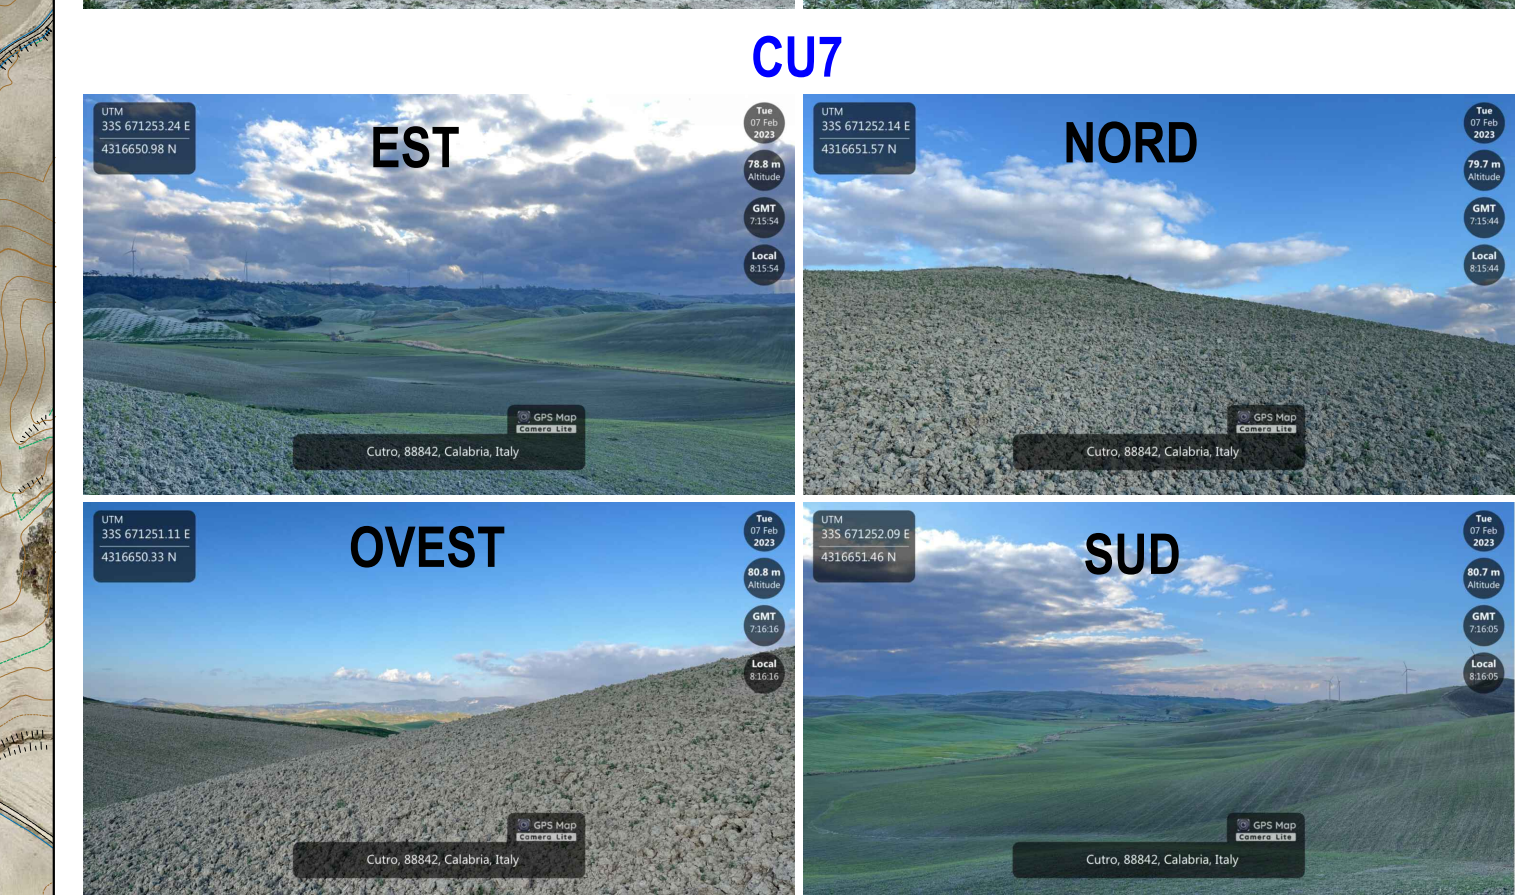 CU7
UTM
33S 671253.24 E
4316650.98 N
EST
Tue
07 Feb
2023
78.8 m
Altitude
GMT
7:15:54
Local
8:15:54
GPS Map
Camera Lite
Cutro, 88842, Calabria, Italy
UTM
33S 671252.14 E
4316651.57 N
NORD
Tue
07 Feb
2023
79.7 m
Altitude
GMT
7:15:44
Local
8:15:44
GPS Map
Camera Lite
Cutro, 88842, Calabria, Italy
UTM
33S 671251.11 E
4316650.33 N
OVEST
Tue
07 Feb
2023
80.8 m
Altitude
GMT
7:16:16
Local
8:16:16
GPS Map
Camera Lite
Cutro, 88842, Calabria, Italy
UTM
33S 671252.09 E
4316651.46 N
SUD
Tue
07 Feb
2023
80.7 m
Altitude
GMT
7:16:05
Local
8:16:05
GPS Map
Camera Lite
Cutro, 88842, Calabria, Italy